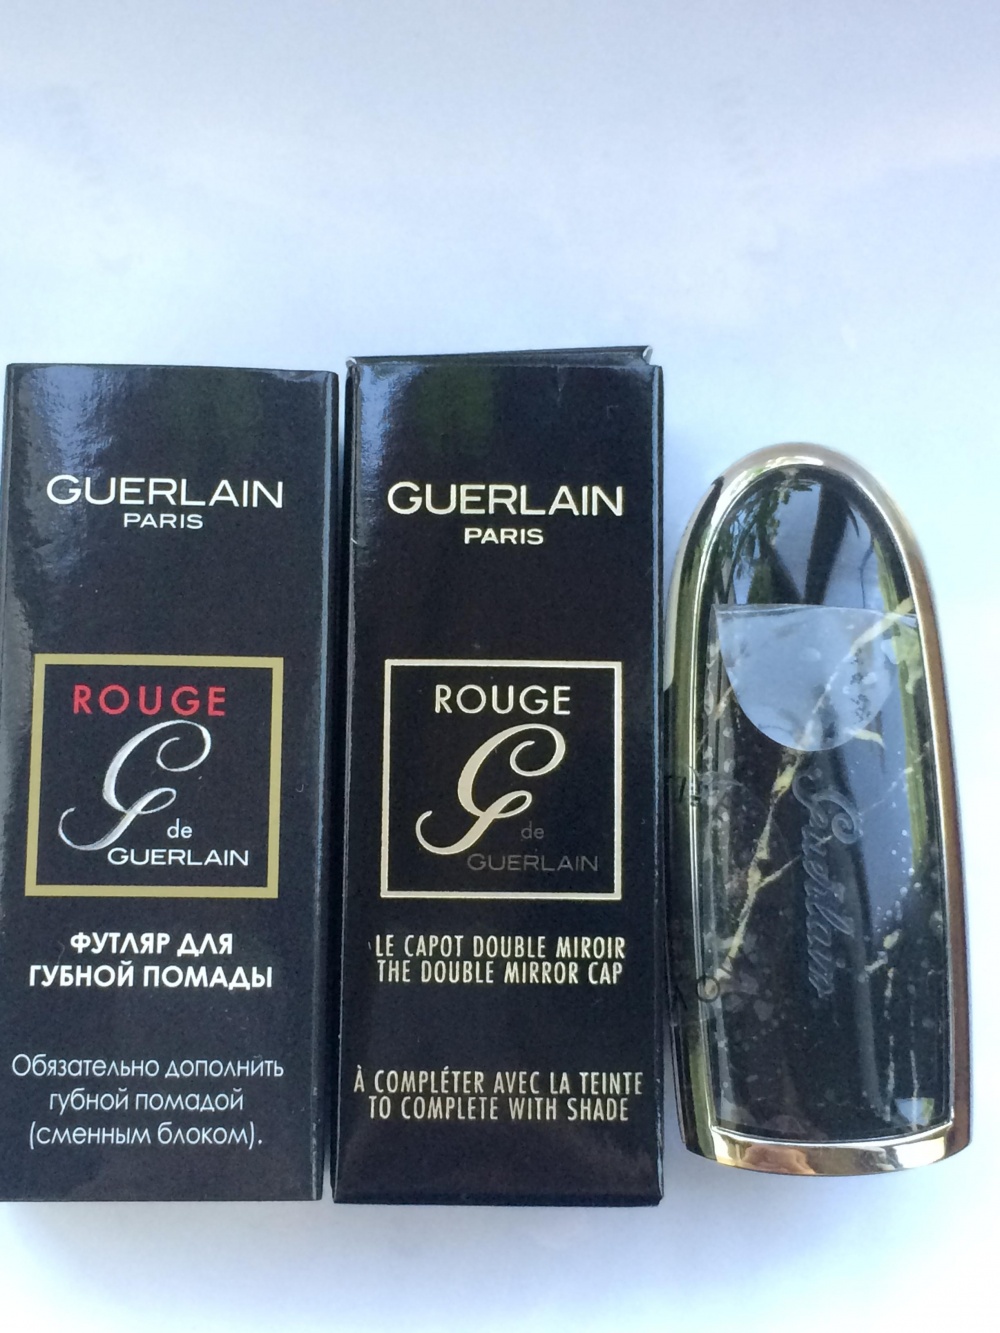 GUERLAIN
PARIS
ROUGE
G
de
GUERLAIN
ФУТЛЯР ДЛЯ
ГУБНОЙ ПОМАДЫ
Обязательно дополнить
губной помадой
(сменным блоком).
GUERLAIN
PARIS
ROUGE
G
de
GUERLAIN
LE CAPOT DOUBLE MIROIR
THE DOUBLE MIRROR CAP
À COMPLÉTER AVEC LA TEINTE
TO COMPLETE WITH SHADE
Guerlain